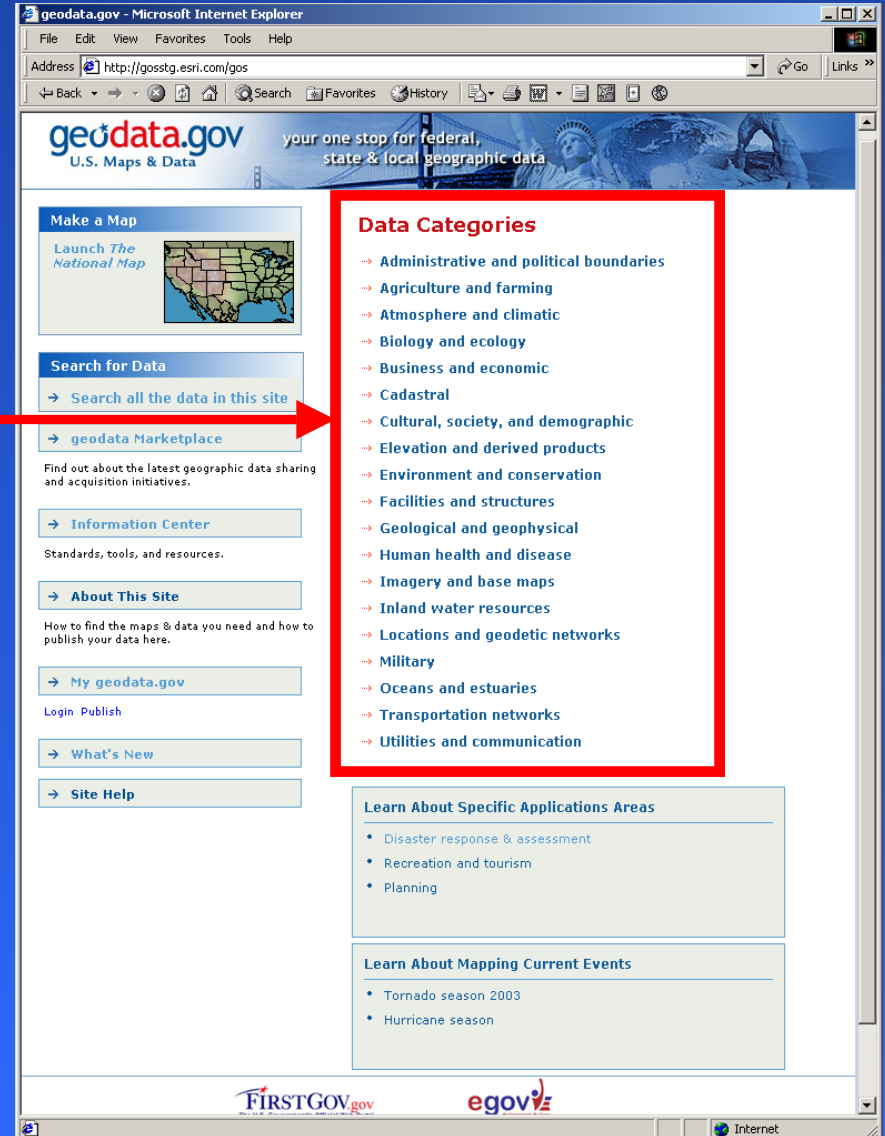 geodata.gov - Microsoft Internet Explorer
File Edit View Favorites Tools Help
Address http://gosstg.esri.com/gos Go Links »
Back Search Favorites History
geodata.gov
U.S. Maps & Data
your one stop for federal,
state & local geographic data
Make a Map
Launch The
National Map
Search for Data
Search all the data in this site
geodata Marketplace
Find out about the latest geographic data sharing
and acquisition initiatives.
Information Center
Standards, tools, and resources.
About This Site
How to find the maps & data you need and how to
publish your data here.
My geodata.gov
Login Publish
What's New
Site Help
Data Categories
Administrative and political boundaries
Agriculture and farming
Atmosphere and climatic
Biology and ecology
Business and economic
Cadastral
Cultural, society, and demographic
Elevation and derived products
Environment and conservation
Facilities and structures
Geological and geophysical
Human health and disease
Imagery and base maps
Inland water resources
Locations and geodetic networks
Military
Oceans and estuaries
Transportation networks
Utilities and communication
Learn About Specific Applications Areas
• Disaster response & assessment
• Recreation and tourism
• Planning
Learn About Mapping Current Events
• Tornado season 2003
• Hurricane season
FIRSTGOV.gov
egov
Internet